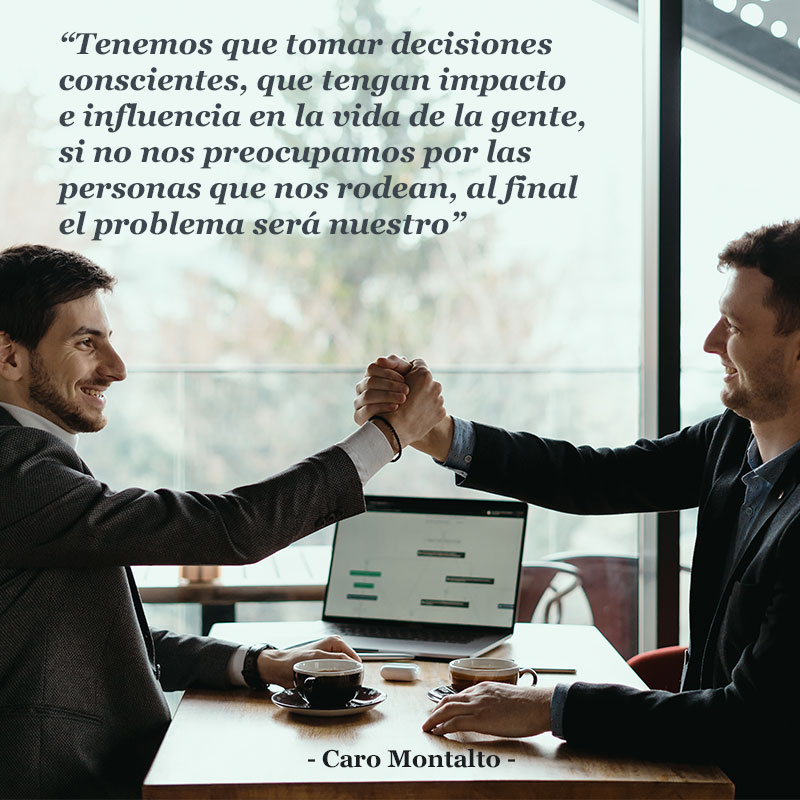 “Tenemos que tomar decisiones
conscientes, que tengan impacto
e influencia en la vida de la gente,
si no nos preocupamos por las
personas que nos rodean, al final
el problema será nuestro”
- Caro Montalto -